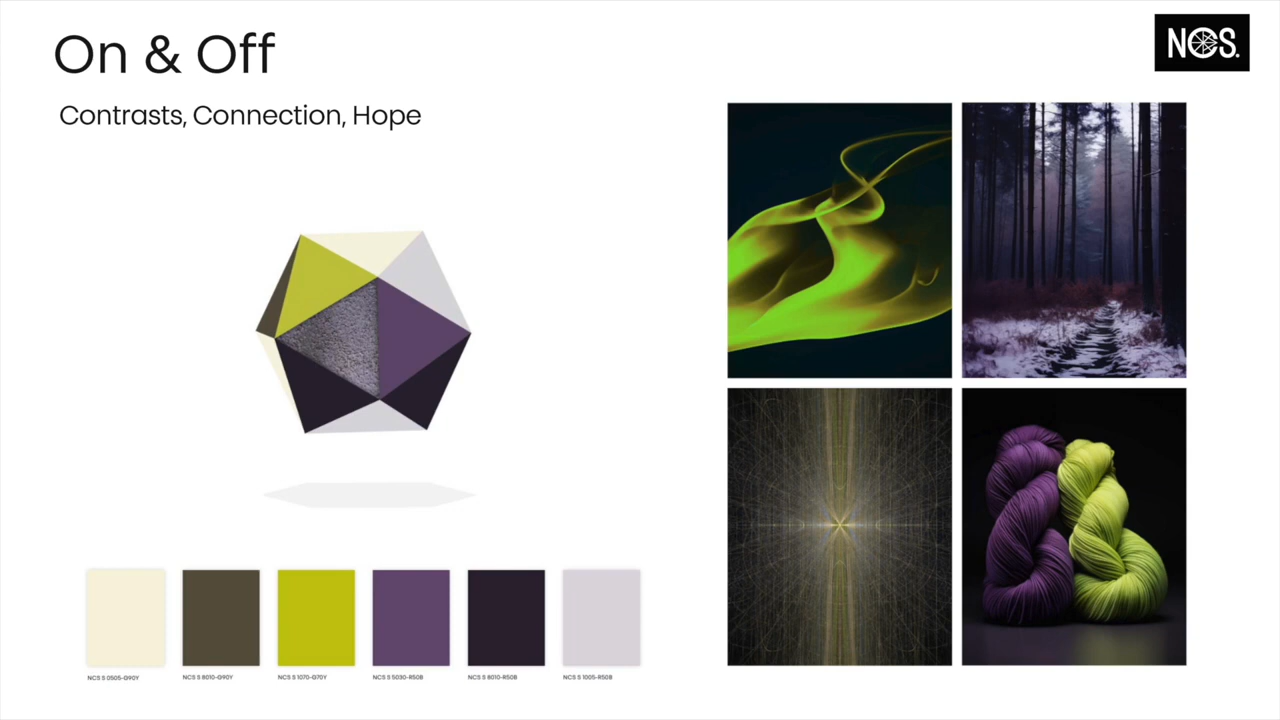 On & Off
NCS.
Contrasts, Connection, Hope
NCS S 0505-G90Y
NCS S 8010-G90Y
NCS S 1070-G70Y
NCS S 5030-R50B
NCS S 8010-R50B
NCS S 1005-R50B